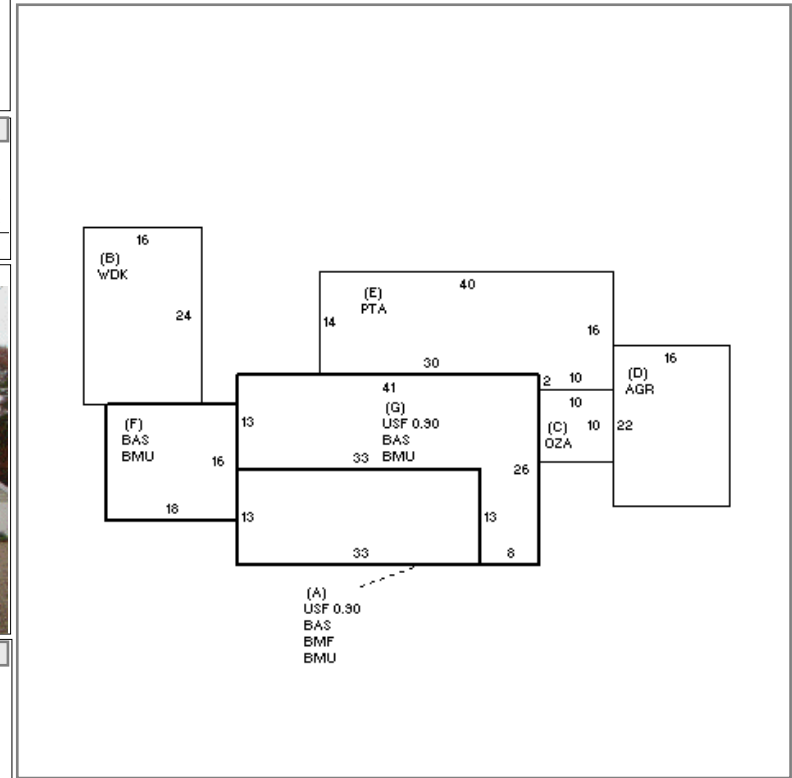 16
(B)
WDK
24
40
(E)
PTA
14
16
30
2 10
16
(D)
AGR
22
10
(C) 10
OZA
41
(G)
USF 0.90
BAS
BMU
13
33
26
(F)
BAS
BMU
16
18
13
13
33
8
(A)
USF 0.90
BAS
BMF
BMU